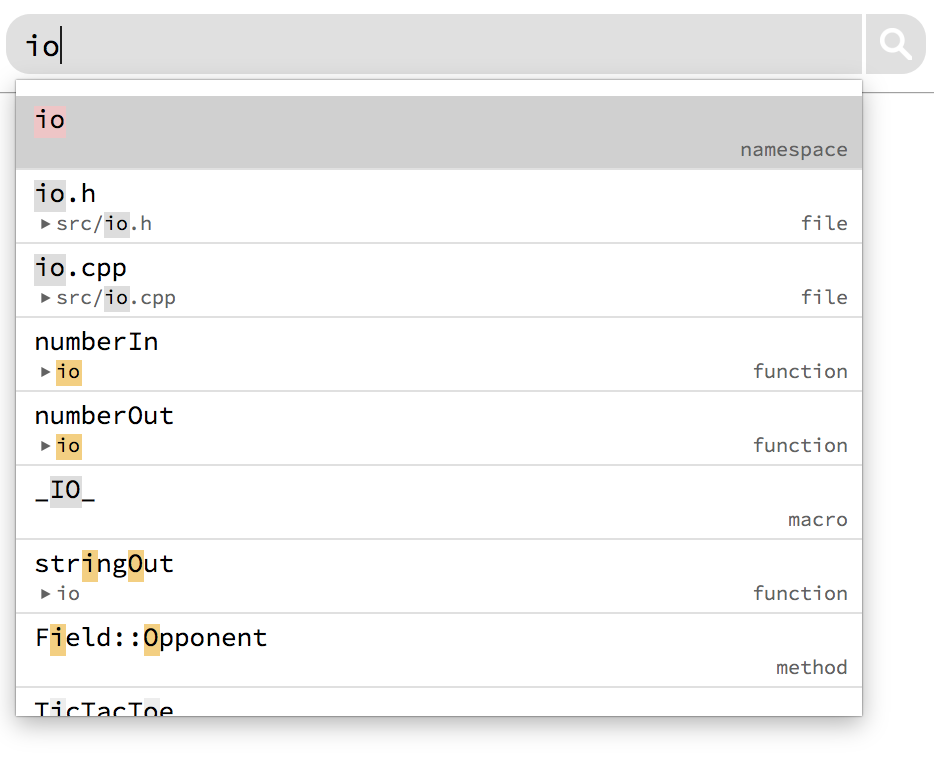 io
io
namespace
io.h
▸ src/io.h file
io.cpp
▸ src/io.cpp file
numberIn
▸ io function
numberOut
▸ io function
_IO_
macro
stringOut
▸ io function
Field::Opponent
method
TicTacToe